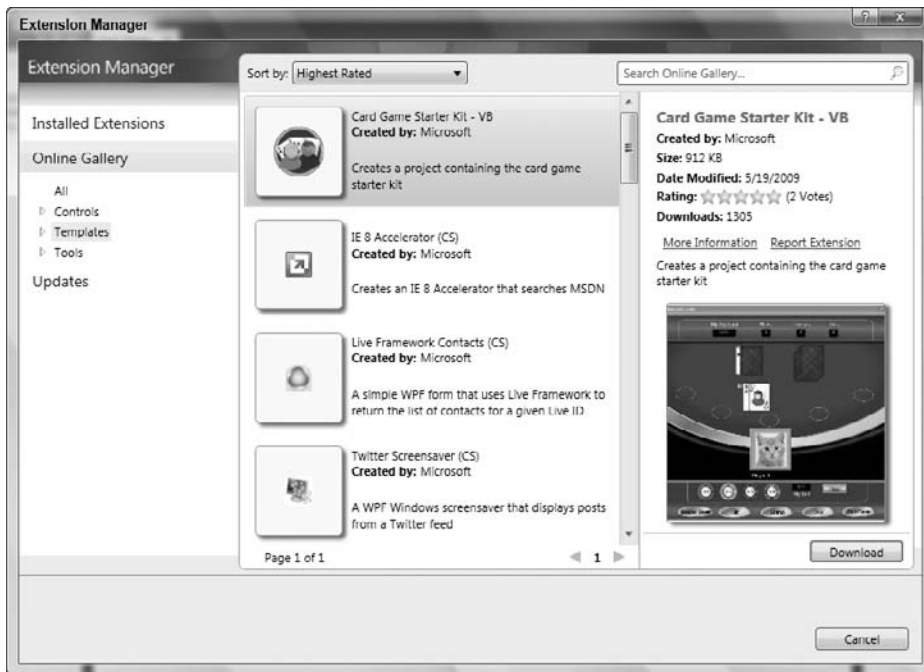 Extension Manager
Extension Manager
Installed Extensions
Online Gallery
All
Controls
Templates
Tools
Updates
Sort by: Highest Rated
Search Online Gallery...
Card Game Starter Kit - VB
Created by: Microsoft
Creates a project containing the card game
starter kit
IE 8 Accelerator (CS)
Created by: Microsoft
Creates an IE 8 Accelerator that searches MSDN
Live Framework Contacts (CS)
Created by: Microsoft
A simple WPF form that uses Live Framework to
return the list of contacts for a given Live ID
Twitter Screensaver (CS)
Created by: Microsoft
A WPF Windows screensaver that displays posts
from a Twitter feed
Page 1 of 1
1
Card Game Starter Kit - VB
Created by: Microsoft
Size: 912 KB
Date Modified: 5/19/2009
Rating: (2 Votes)
Downloads: 1305
More Information Report Extension
Creates a project containing the card game
starter kit
Download
Cancel